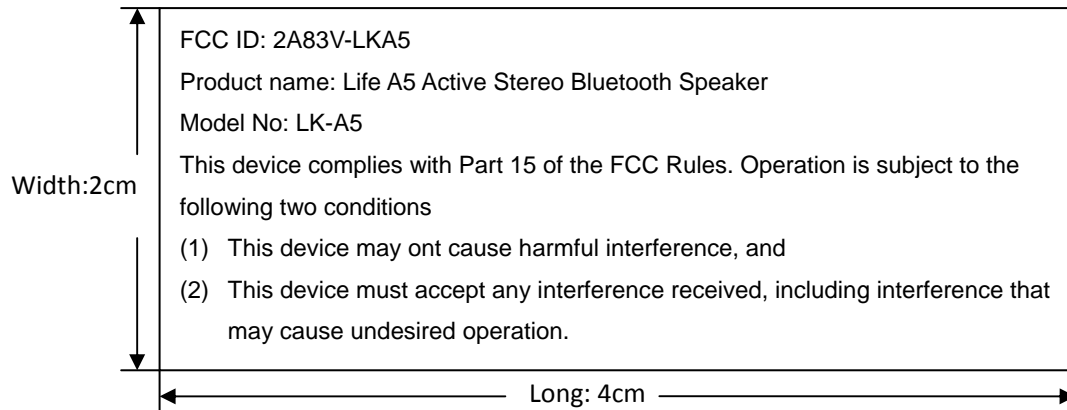 FCC ID: 2A83V-LKA5
Product name: Life A5 Active Stereo Bluetooth Speaker
Model No: LK-A5
This device complies with Part 15 of the FCC Rules. Operation is subject to the
Width:2cm
following two conditions
(1) This device may ont cause harmful interference, and
(2) This device must accept any interference received, including interference that
may cause undesired operation.
Long: 4cm